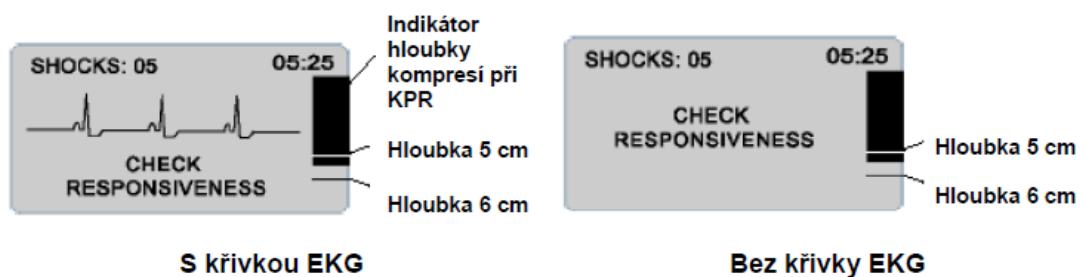 Indikátor
hloubky
kompresí při
KPR
SHOCKS: 05 05:25
CHECK
RESPONSIVENESS
Hloubka 5 cm
Hloubka 6 cm
S křivkou EKG
SHOCKS: 05 05:25
CHECK
RESPONSIVENESS
Hloubka 5 cm
Hloubka 6 cm
Bez křivky EKG